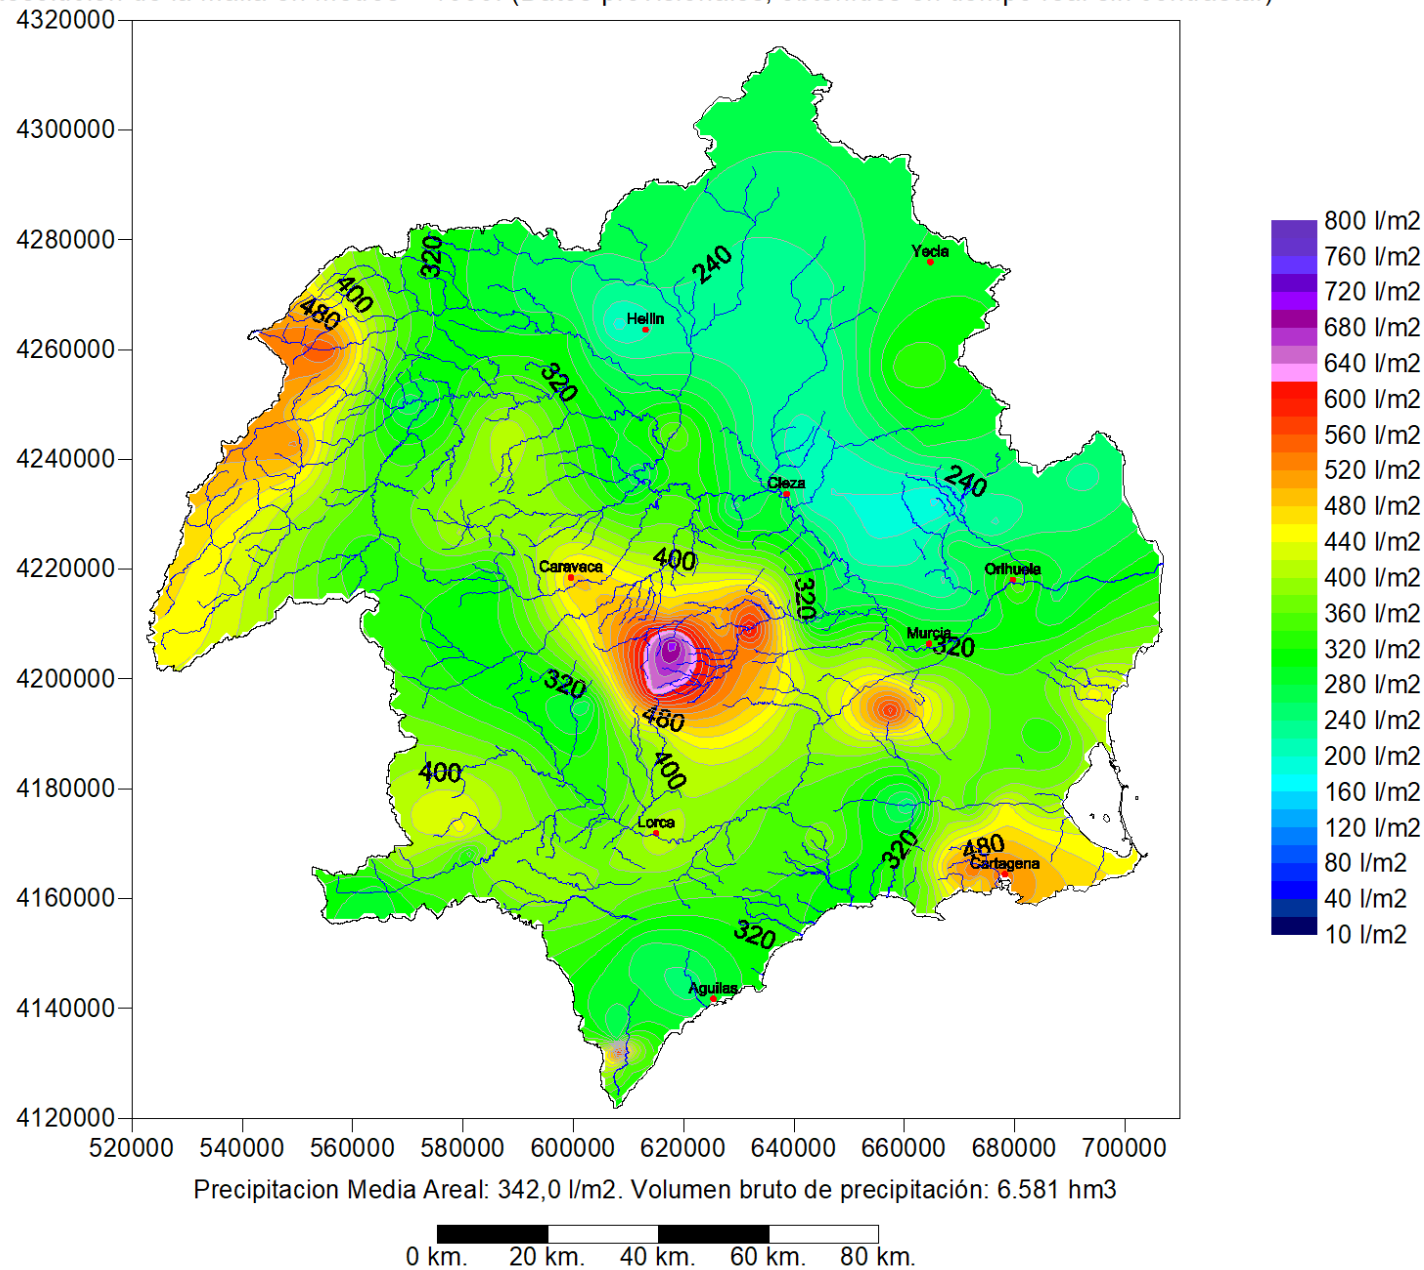 4320000
4300000
4280000
4260000
4240000
4220000
4200000
4180000
4160000
4140000
4120000
520000 540000 560000 580000 600000 620000 640000 660000 680000 700000
320
240
Yecla
400
480
Hellin
320
240
Cieza
400
Caravaca
Orihuela
320
Murcia
320
320
480
400
400
Lorca
320
480
Cartagena
320
Aguilas
800 l/m2
760 l/m2
720 l/m2
680 l/m2
640 l/m2
600 l/m2
560 l/m2
520 l/m2
480 l/m2
440 l/m2
400 l/m2
360 l/m2
320 l/m2
280 l/m2
240 l/m2
200 l/m2
160 l/m2
120 l/m2
80 l/m2
40 l/m2
10 l/m2
Precipitacion Media Areal: 342,0 l/m2. Volumen bruto de precipitación: 6.581 hm3
0 km. 20 km. 40 km. 60 km. 80 km.